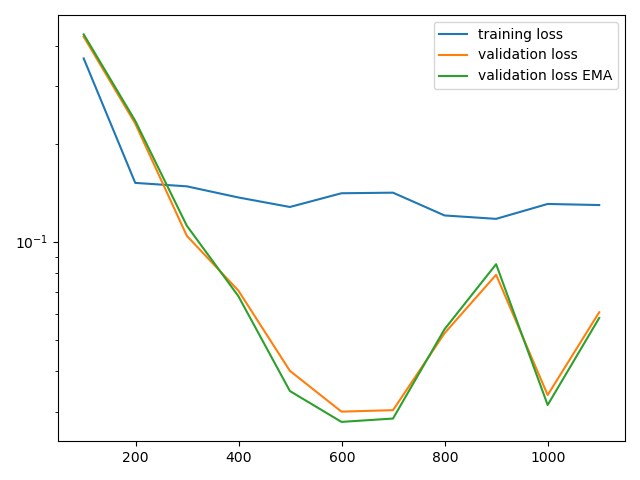 training loss
validation loss
validation loss EMA
10⁻¹
200 400 600 800 1000